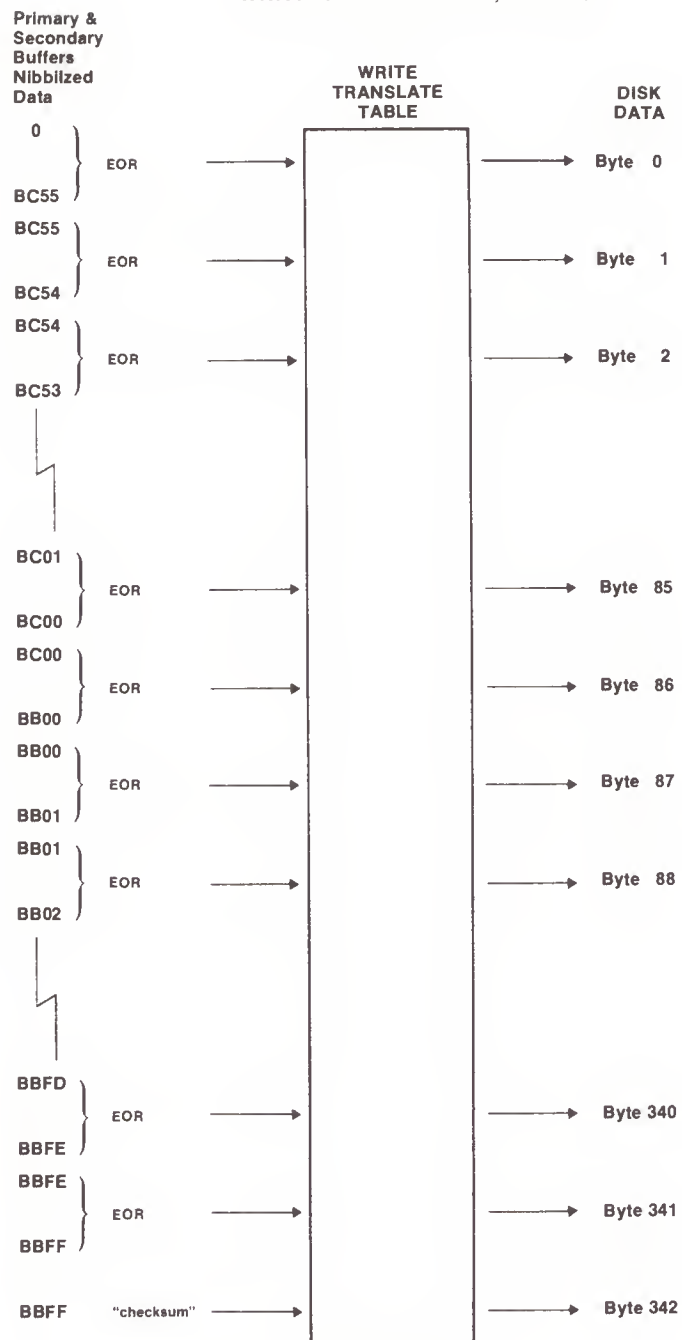 Primary &
Secondary
Buffers
Nibbilzed
Data
WRITE
TRANSLATE
TABLE
DISK
DATA
0
EOR
Byte 0
BC55
BC55
EOR
Byte 1
BC54
BC54
EOR
Byte 2
BC53
BC01
EOR
Byte 85
BC00
BC00
EOR
Byte 86
BB00
BB00
EOR
Byte 87
BB01
BB01
EOR
Byte 88
BB02
BBFD
EOR
Byte 340
BBFE
BBFE
EOR
Byte 341
BBFF
BBFF "checksum" Byte 342